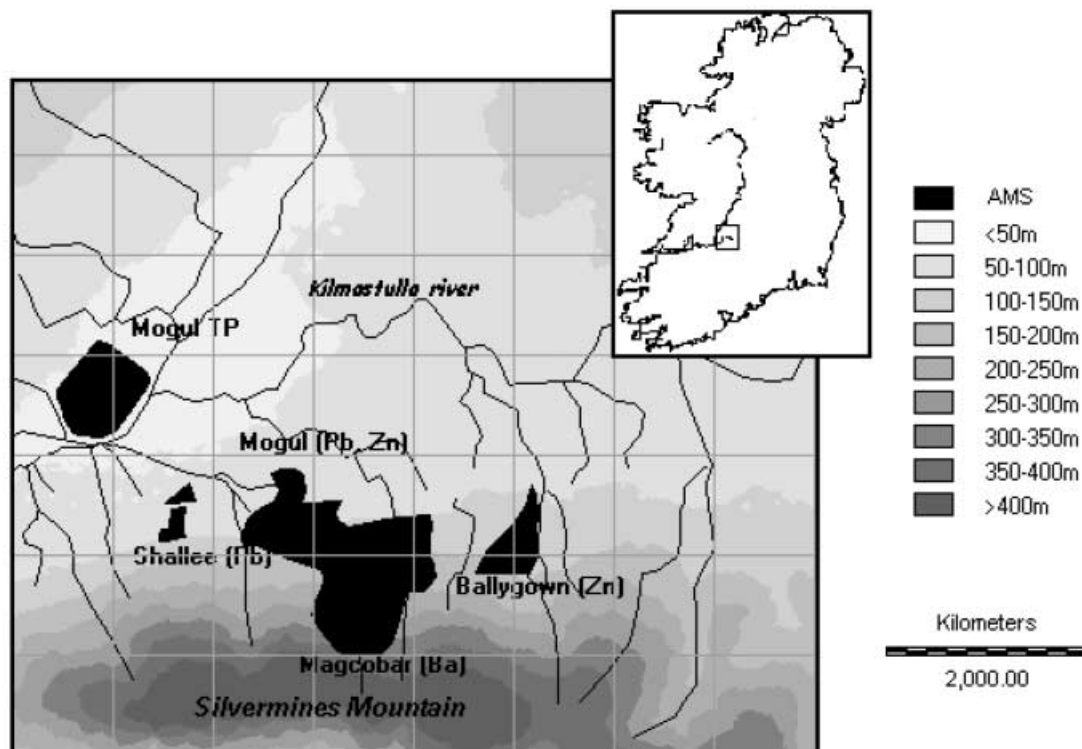 Kilmastulla river
Mogul TP
Mogul (Pb, Zn)
Shallee (Pb)
Ballygown (Zn)
Magcobar (Ba)
Silvermines Mountain
AMS
<50m
50-100m
100-150m
150-200m
200-250m
250-300m
300-350m
350-400m
>400m
Kilometers
2,000.00